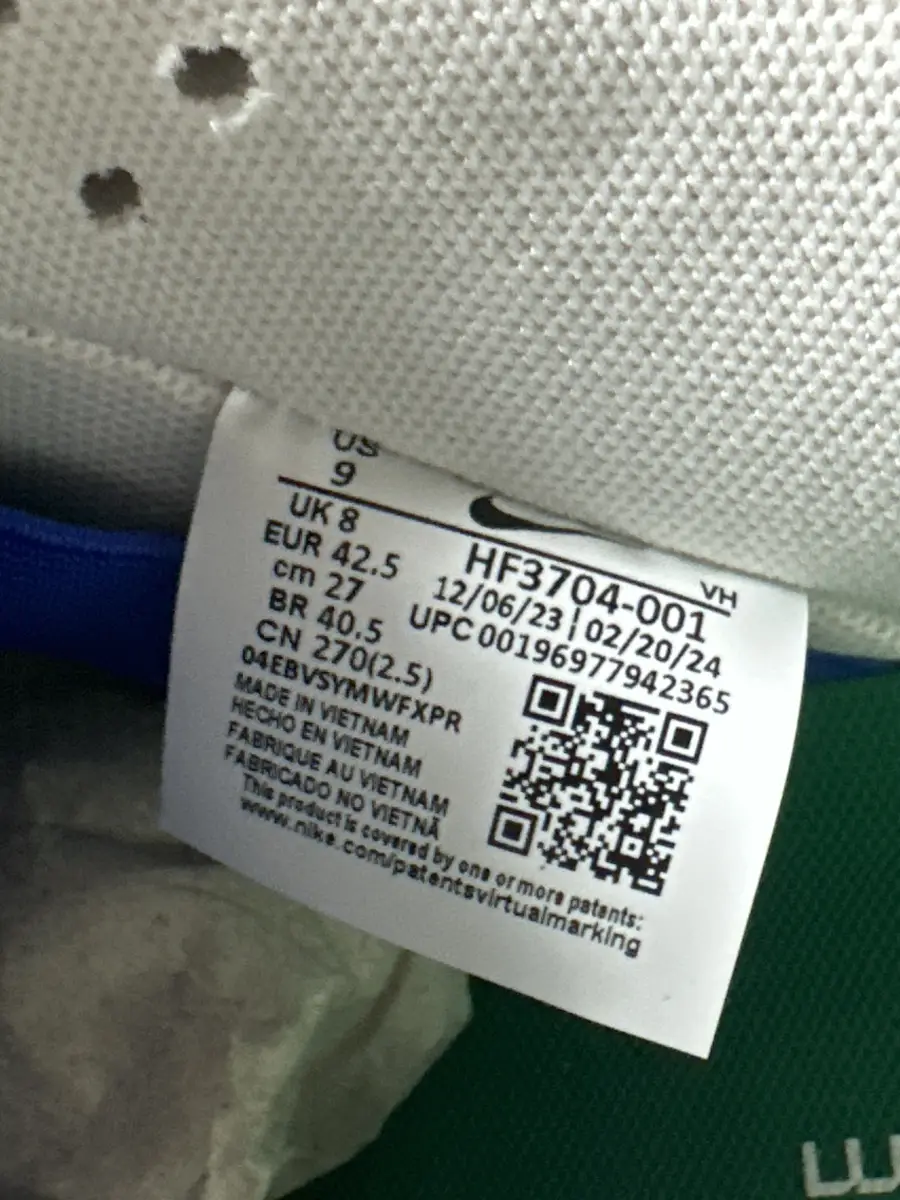 US
9
UK 8
EUR 42.5
cm 27
BR 40.5
CN 270(2.5)
04EBVSYMWFXPR
VH
HF3704-001
12/06/23 | 02/20/24
UPC 00196977942365
MADE IN VIETNAM
HECHO EN VIETNAM
FABRIQUE AU VIETNAM
FABRICADO NO VIETNÃ
This product is covered by one or more patents:
www.nike.com/patentsvirtualmarking